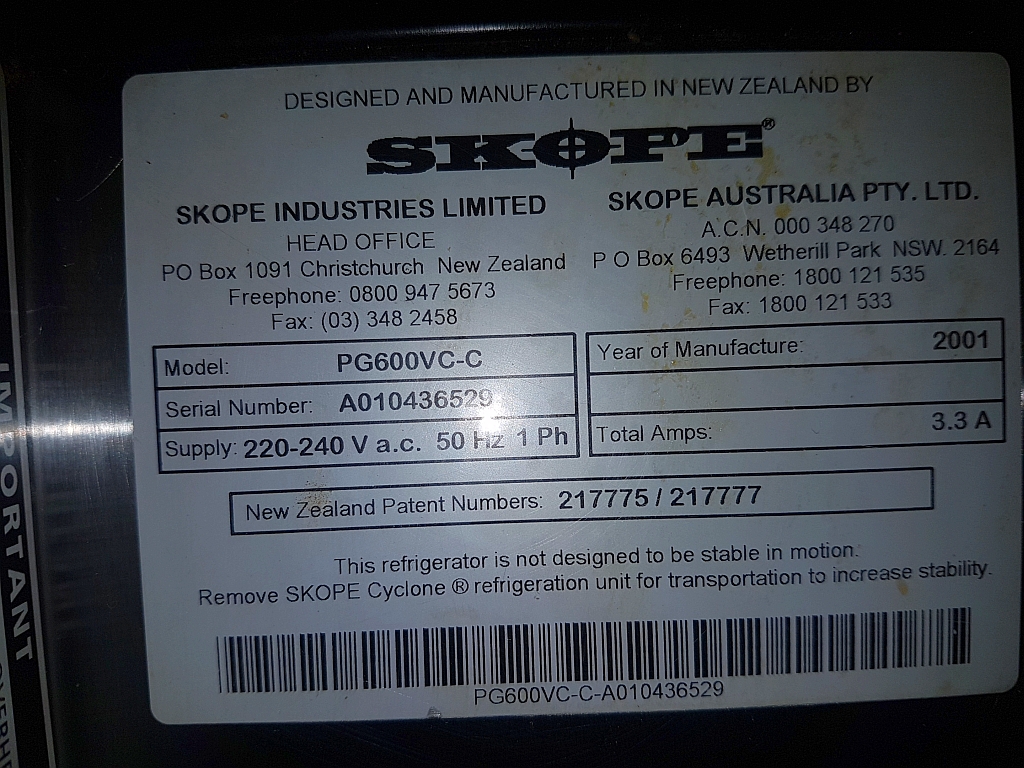 DESIGNED AND MANUFACTURED IN NEW ZEALAND BY
SKOPE®
SKOPE INDUSTRIES LIMITED
HEAD OFFICE
PO Box 1091 Christchurch New Zealand
Freephone: 0800 947 5673
Fax: (03) 348 2458
SKOPE AUSTRALIA PTY. LTD.
A.C.N. 000 348 270
P O Box 6493 Wetherill Park NSW. 2164
Freephone: 1800 121 535
Fax: 1800 121 533
Model: PG600VC-C
Serial Number: A010436529
Supply: 220-240 V a.c. 50 Hz 1 Ph
Year of Manufacture: 2001
Total Amps: 3.3 A
New Zealand Patent Numbers: 217775 / 217777
This refrigerator is not designed to be stable in motion.
Remove SKOPE Cyclone ® refrigeration unit for transportation to increase stability.
PG600VC-C-A010436529
IMPORTANT